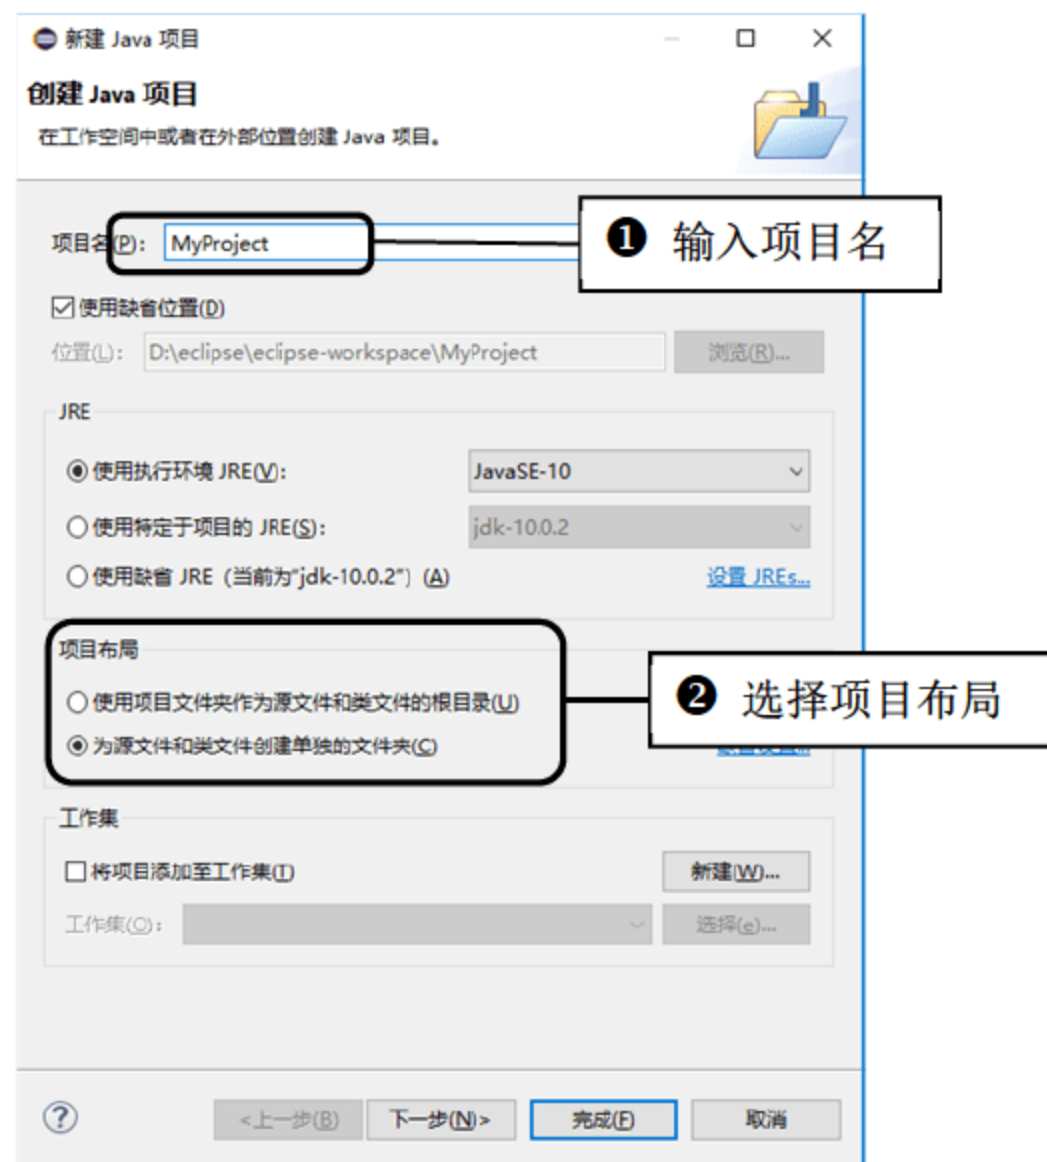 新建 Java 项目
创建 Java 项目
在工作空间中或者在外部位置创建 Java 项目。
项目名(P): MyProject
❶ 输入项目名
使用缺省位置(D)
位置(L): D:\eclipse\eclipse-workspace\MyProject 浏览(R)...
JRE
使用执行环境 JRE(V): JavaSE-10
使用特定于项目的 JRE(S): jdk-10.0.2
使用缺省 JRE (当前为"jdk-10.0.2") (A) 设置 JREs...
项目布局
使用项目文件夹作为源文件和类文件的根目录(U)
❷ 选择项目布局
为源文件和类文件创建单独的文件夹(C)
工作集
将项目添加至工作集(T) 新建(W)...
工作集(O): 选择(e)...
<上一步(B) 下一步(N)> 完成(F) 取消